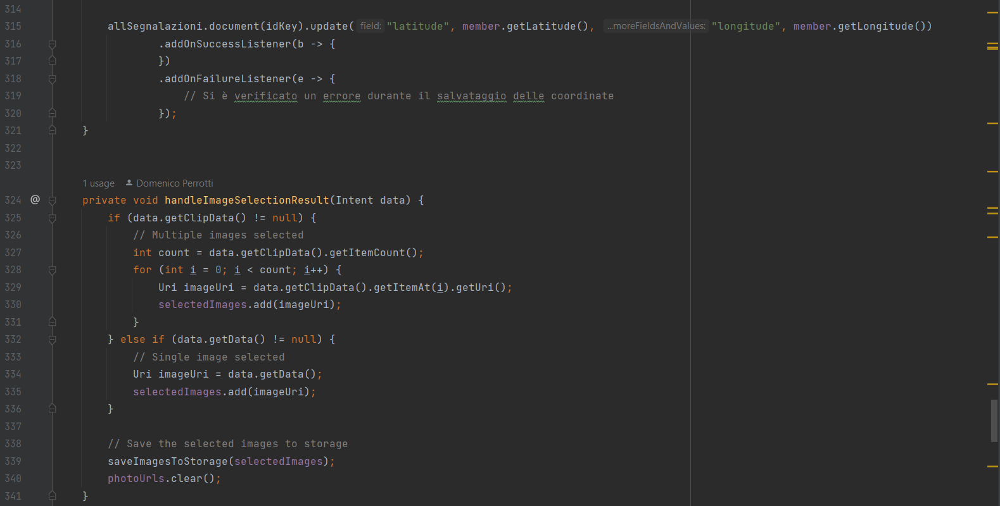 314
315 allSegnalazioni.document(idKey).update( field: "latitude", member.getLatitude(), ...moreFieldsAndValues: "longitude", member.getLongitude())
316 .addOnSuccessListener(b -> {
317 })
318 .addOnFailureListener(e -> {
319 // Si è verificato un errore durante il salvataggio delle coordinate
320 });
321 }
322
323
1 usage Domenico Perrotti
324 @ private void handleImageSelectionResult(Intent data) {
325 if (data.getClipData() != null) {
326 // Multiple images selected
327 int count = data.getClipData().getItemCount();
328 for (int i = 0; i < count; i++) {
329 Uri imageUri = data.getClipData().getItemAt(i).getUri();
330 selectedImages.add(imageUri);
331 }
332 } else if (data.getData() != null) {
333 // Single image selected
334 Uri imageUri = data.getData();
335 selectedImages.add(imageUri);
336 }
337
338 // Save the selected images to storage
339 saveImagesToStorage(selectedImages);
340 photoUrls.clear();
341 }